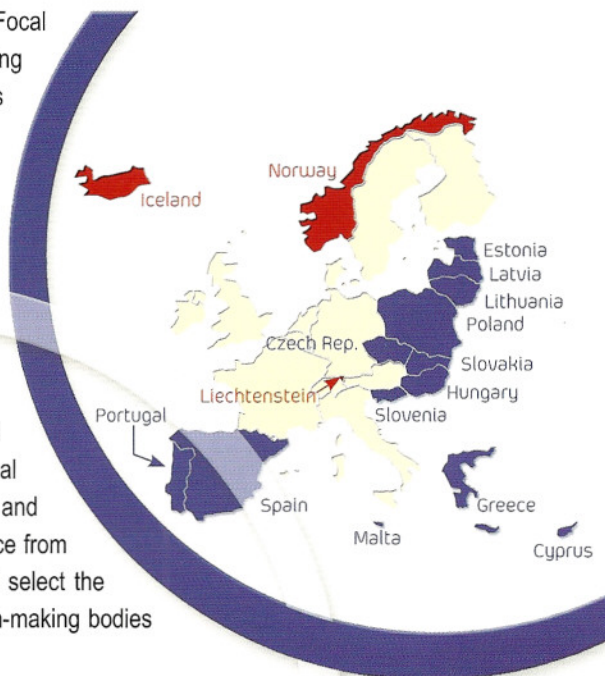 Focal
ng
s
Norway
Iceland
Estonia
Latvia
Lithuania
Poland
Czech Rep.
Slovakia
Liechtenstein
Hungary
Slovenia
Portugal
al
Spain
Greece
and
Malta
ce from
Cyprus
select the
n-making bodies